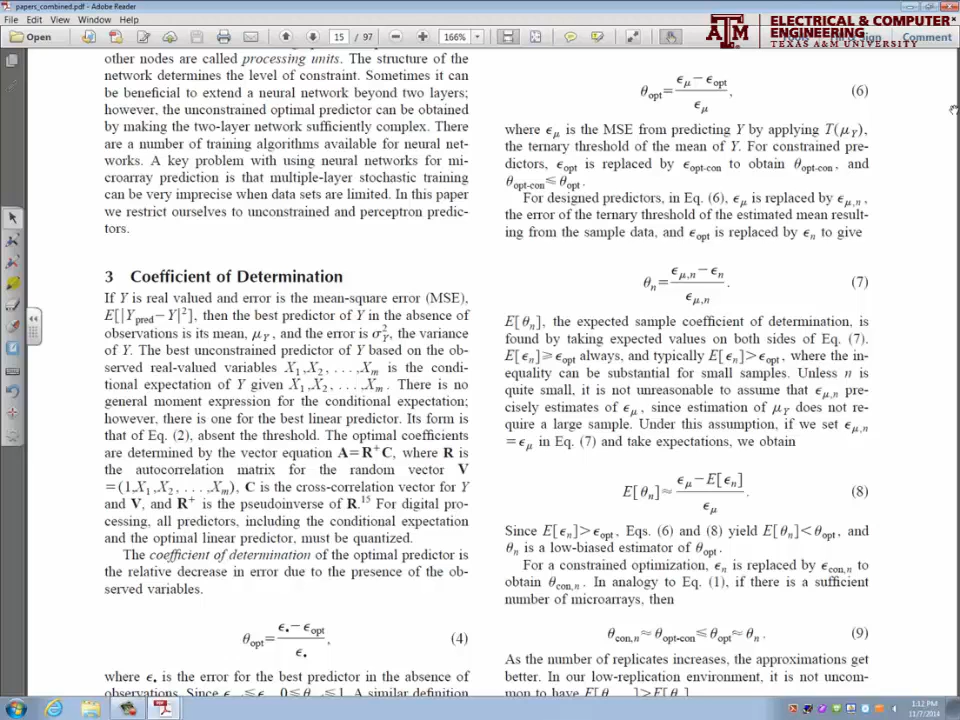 papers_combined.pdf - Adobe Reader
File Edit View Window Help
Open
15 / 97
166%
Comment
ELECTRICAL & COMPUTER
ENGINEERING
TEXAS A&M UNIVERSITY
other nodes are called processing units. The structure of the
network determines the level of constraint. Sometimes it can
be beneficial to extend a neural network beyond two layers;
however, the unconstrained optimal predictor can be obtained
by making the two-layer network sufficiently complex. There
are a number of training algorithms available for neural net-
works. A key problem with using neural networks for mi-
croarray prediction is that multiple-layer stochastic training
can be very imprecise when data sets are limited. In this paper
we restrict ourselves to unconstrained and perceptron predic-
tors.
3 Coefficient of Determination
If Y is real valued and error is the mean-square error (MSE),
E[|Y_pred − Y|²], then the best predictor of Y in the absence of
observations is its mean, μ_Y, and the error is σ²_Y, the variance
of Y. The best unconstrained predictor of Y based on the ob-
served real-valued variables X₁,X₂, . . . ,X_m is the condi-
tional expectation of Y given X₁,X₂, . . . ,X_m. There is no
general moment expression for the conditional expectation;
however, there is one for the best linear predictor. Its form is
that of Eq. (2), absent the threshold. The optimal coefficients
are determined by the vector equation A=R⁺C, where R is
the autocorrelation matrix for the random vector V
=(1,X₁,X₂, . . . ,X_m), C is the cross-correlation vector for Y
and V, and R⁺ is the pseudoinverse of R.¹⁵ For digital pro-
cessing, all predictors, including the conditional expectation
and the optimal linear predictor, must be quantized.
The coefficient of determination of the optimal predictor is
the relative decrease in error due to the presence of the ob-
served variables.
θ_opt = (ϵ_• − ϵ_opt)/ϵ_• , (4)
where ϵ_• is the error for the best predictor in the absence of
θ_opt = (ϵ_μ − ϵ_opt)/ϵ_μ , (6)
where ϵ_μ is the MSE from predicting Y by applying T(μ_Y),
the ternary threshold of the mean of Y. For constrained pre-
dictors, ϵ_opt is replaced by ϵ_opt-con to obtain θ_opt-con, and
θ_opt-con ≤ θ_opt.
For designed predictors, in Eq. (6), ϵ_μ is replaced by ϵ_μ,n,
the error of the ternary threshold of the estimated mean result-
ing from the sample data, and ϵ_opt is replaced by ϵ_n to give
θ_n = (ϵ_μ,n − ϵ_n)/ϵ_μ,n . (7)
E[θ_n], the expected sample coefficient of determination, is
found by taking expected values on both sides of Eq. (7).
E[ϵ_n] ≥ ϵ_opt always, and typically E[ϵ_n] > ϵ_opt, where the in-
equality can be substantial for small samples. Unless n is
quite small, it is not unreasonable to assume that ϵ_μ,n pre-
cisely estimates of ϵ_μ, since estimation of μ_Y does not re-
quire a large sample. Under this assumption, if we set ϵ_μ,n
=ϵ_μ in Eq. (7) and take expectations, we obtain
E[θ_n] ≈ (ϵ_μ − E[ϵ_n])/ϵ_μ . (8)
Since E[ϵ_n] > ϵ_opt, Eqs. (6) and (8) yield E[θ_n] < θ_opt, and
θ_n is a low-biased estimator of θ_opt.
For a constrained optimization, ϵ_n is replaced by ϵ_con,n to
obtain θ_con,n. In analogy to Eq. (1), if there is a sufficient
number of microarrays, then
θ_con,n ≈ θ_opt-con ≤ θ_opt ≈ θ_n . (9)
As the number of replicates increases, the approximations get
better. In our low-replication environment, it is not uncom-
1:12 PM
11/7/2014